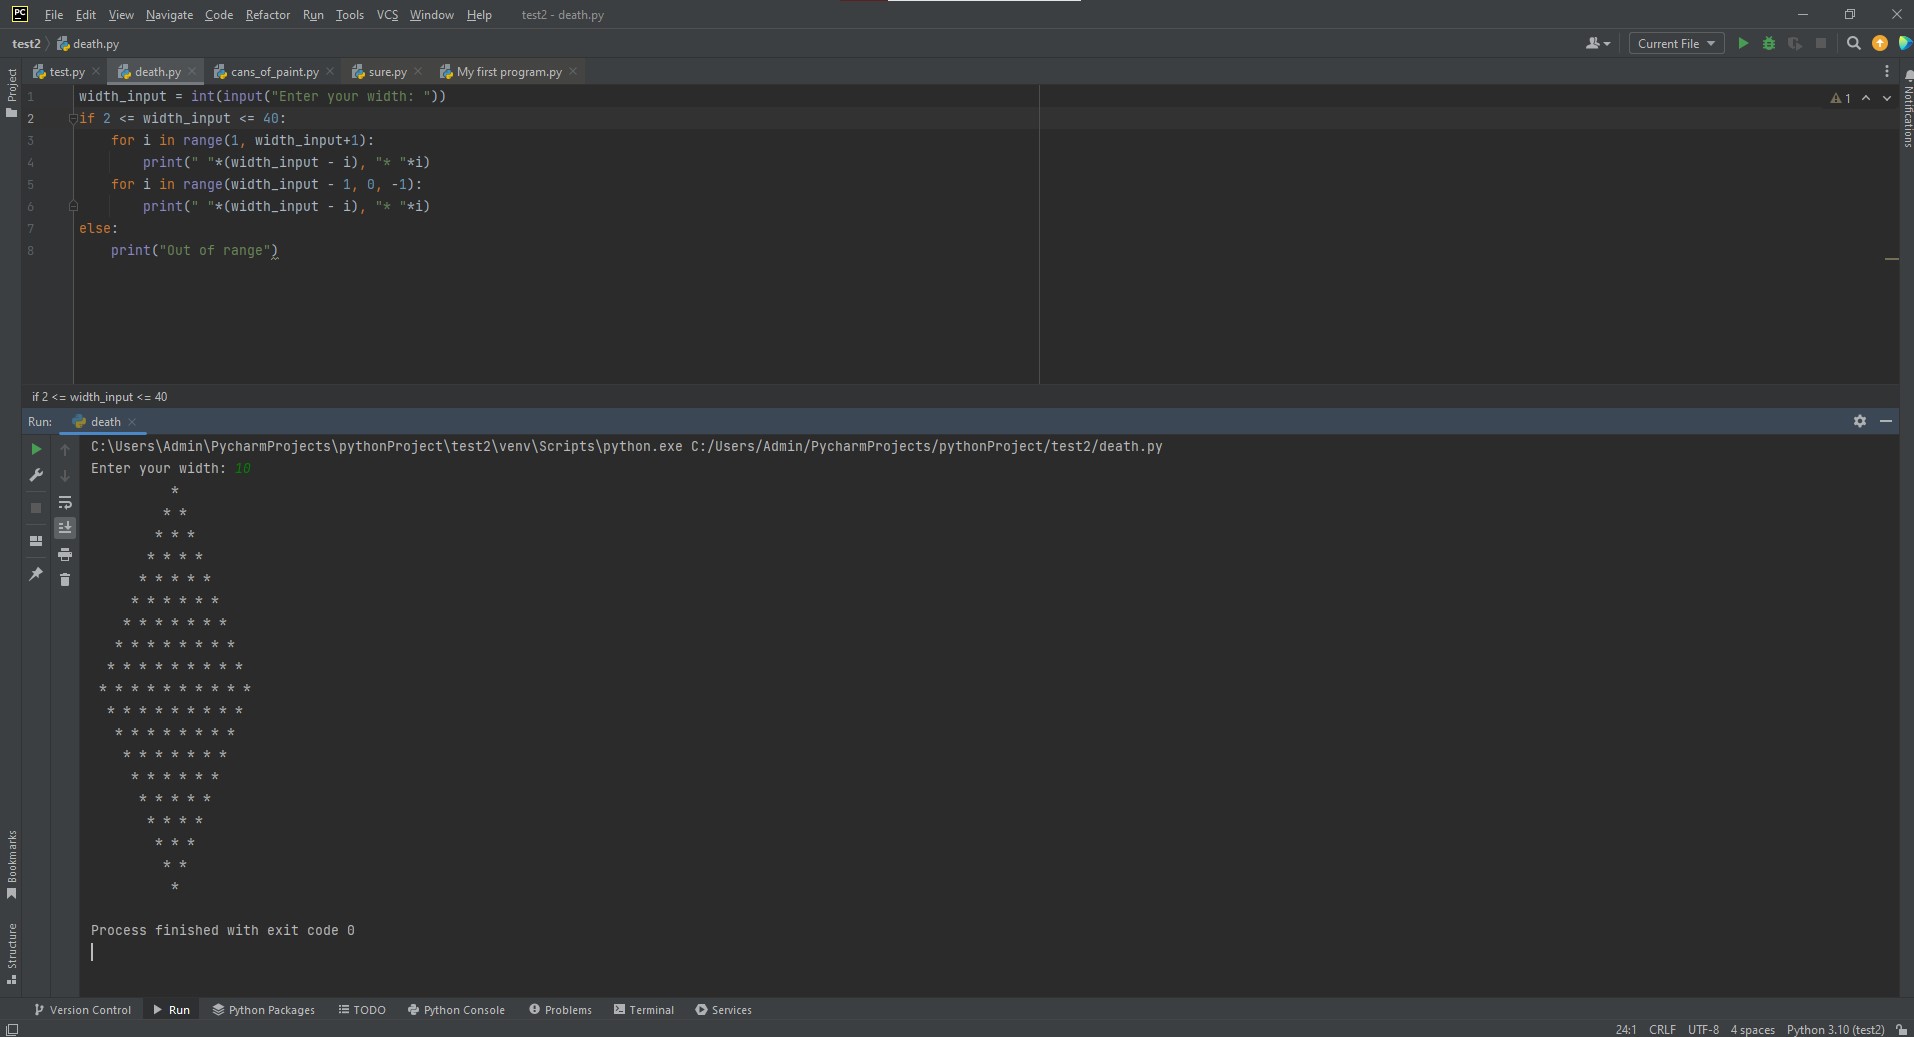 PC File Edit View Navigate Code Refactor Run Tools VCS Window Help test2 - death.py
test2 death.py Current File
test.py death.py cans_of_paint.py sure.py My first program.py
Project
Notifications
1 width_input = int(input("Enter your width: "))
1
2 if 2 <= width_input <= 40:
3     for i in range(1, width_input+1):
4         print(" "*(width_input - i), "* "*i)
5     for i in range(width_input - 1, 0, -1):
6         print(" "*(width_input - i), "* "*i)
7 else:
8     print("Out of range")
if 2 <= width_input <= 40
Run: death
C:\Users\Admin\PycharmProjects\pythonProject\test2\venv\Scripts\python.exe C:/Users/Admin/PycharmProjects/pythonProject/test2/death.py
Enter your width: 10
           *
          * *
         * * *
        * * * *
       * * * * *
      * * * * * *
     * * * * * * *
    * * * * * * * *
   * * * * * * * * *
  * * * * * * * * * *
   * * * * * * * * *
    * * * * * * * *
     * * * * * * *
      * * * * * *
       * * * * *
        * * * *
         * * *
          * *
           *
Process finished with exit code 0
Bookmarks
Structure
Version Control Run Python Packages TODO Python Console Problems Terminal Services
24:1 CRLF UTF-8 4 spaces Python 3.10 (test2)